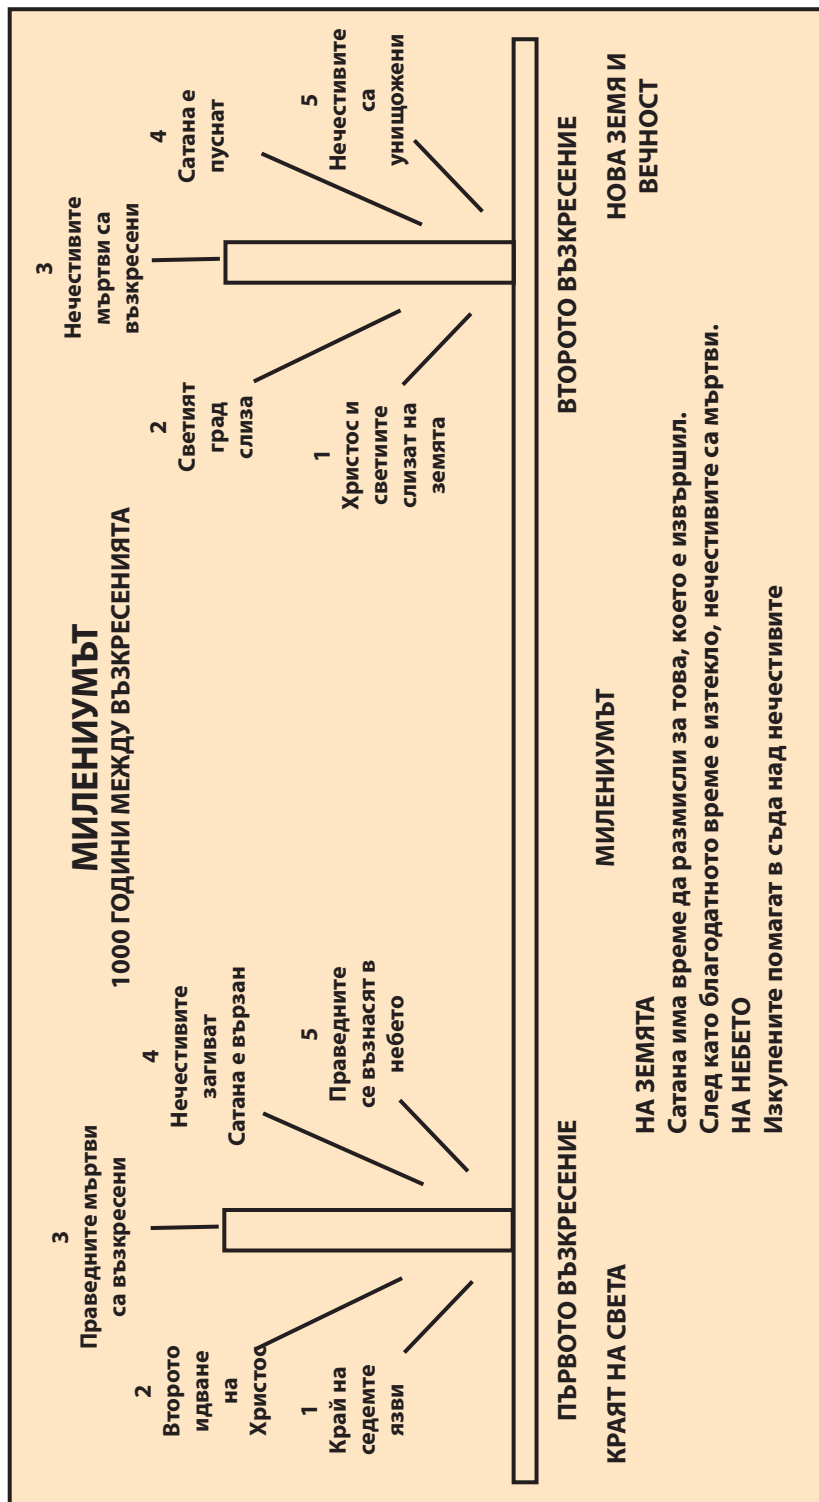 МИЛЕНИУМЪТ
1000 ГОДИНИ МЕЖДУ ВЪЗКРЕСЕНИЯТА
1
Край на
седемте
язви
2
Второто
идване
на
Христос
3
Праведните мъртви
са възкресени
4
Нечестивите
загиват
Сатана е вързан
5
Праведните
се възнасят в
небето
1
Христос и
светиите
слизат на
земята
2
Светият
град
слиза
3
Нечестивите
мъртви са
възкресени
4
Сатана е
пуснат
5
Нечестивите
са
унищожени
ПЪРВОТО ВЪЗКРЕСЕНИЕ
ВТОРОТО ВЪЗКРЕСЕНИЕ
КРАЯТ НА СВЕТА
МИЛЕНИУМЪТ
НОВА ЗЕМЯ И
ВЕЧНОСТ
НА ЗЕМЯТА
Сатана има време да размисли за това, което е извършил.
След като благодатното време е изтекло, нечестивите са мъртви.
НА НЕБЕТО
Изкупените помагат в съда над нечестивите